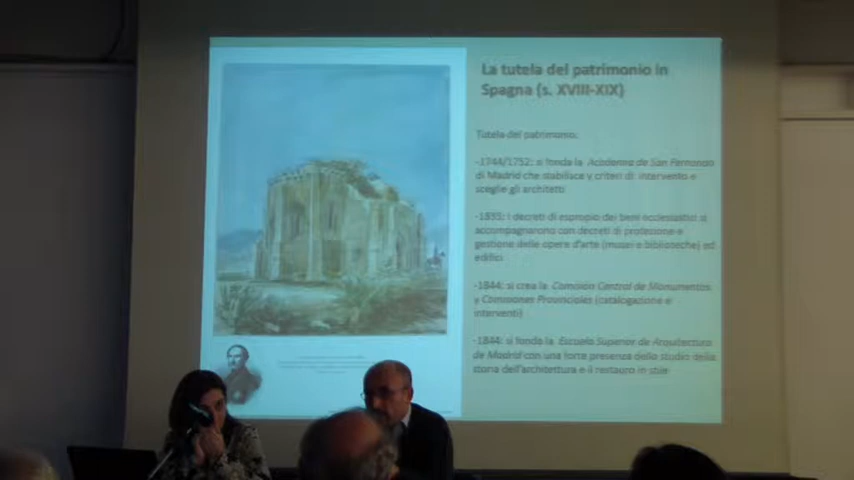 La tutela del patrimonio in
Spagna (s. XVIII-XIX)
Tutela del patrimonio:
-1744/1752: si fonda la Academia de San Fernando
di Madrid che stabilisce y criteri di intervento e
sceglie gli architetti
-1835: I decreti di esproprio dei beni ecclesiastici si
accompagnarono con decreti di protezione e
gestione delle opere d'arte (musei e biblioteche) ed
edifici
-1844: si crea la Comisión Central de Monumentos
y Comisiones Provinciales (catalogazione e
interventi)
-1844: si fonda la Escuela Superior de Arquitectura
de Madrid con una forte presenza dello studio della
storia dell'architettura e il restauro in stile